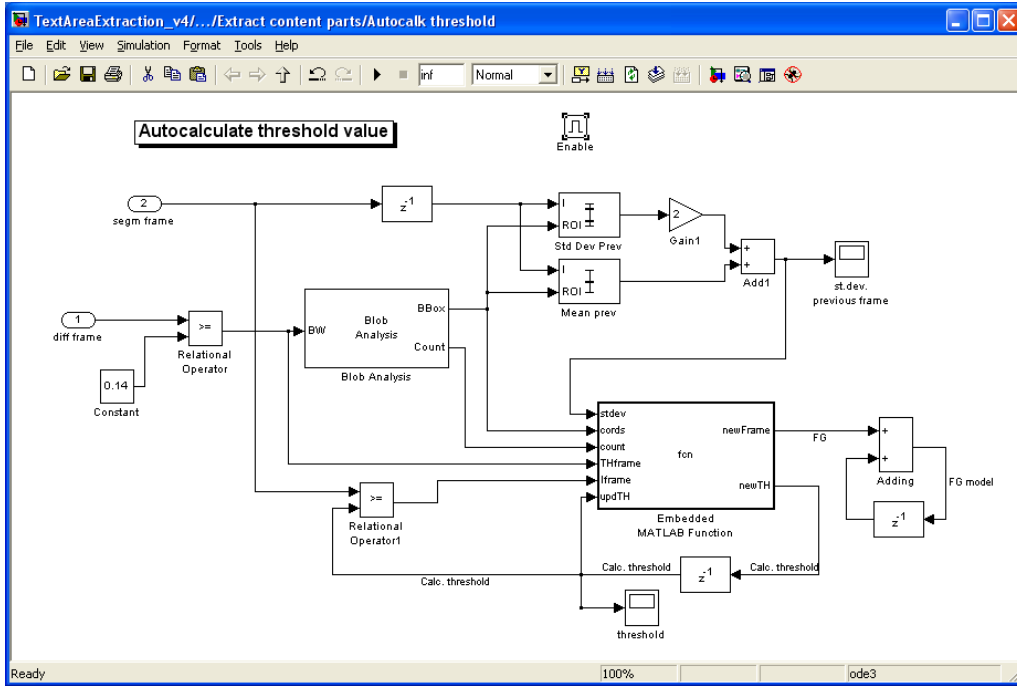 TextAreaExtraction_v4/.../Extract content parts/Autocalk threshold
File Edit View Simulation Format Tools Help
inf
Normal
Autocalculate threshold value
Enable
2
segm frame
z-1
I
ROI
Std Dev Prev
2
Gain1
I
ROI
Mean prev
+
+
Add1
st.dev.
previous frame
1
diff frame
>=
Relational
Operator
0.14
Constant
BW
Blob
Analysis
BBox
Count
Blob Analysis
stdev
cords
count
THframe
Iframe
updTH
fcn
newFrame
newTH
Embedded
MATLAB Function
FG
+
+
Adding
FG model
z-1
>=
Relational
Operator1
Calc. threshold
Calc. threshold
z-1
Calc. threshold
threshold
Ready
100%
ode3